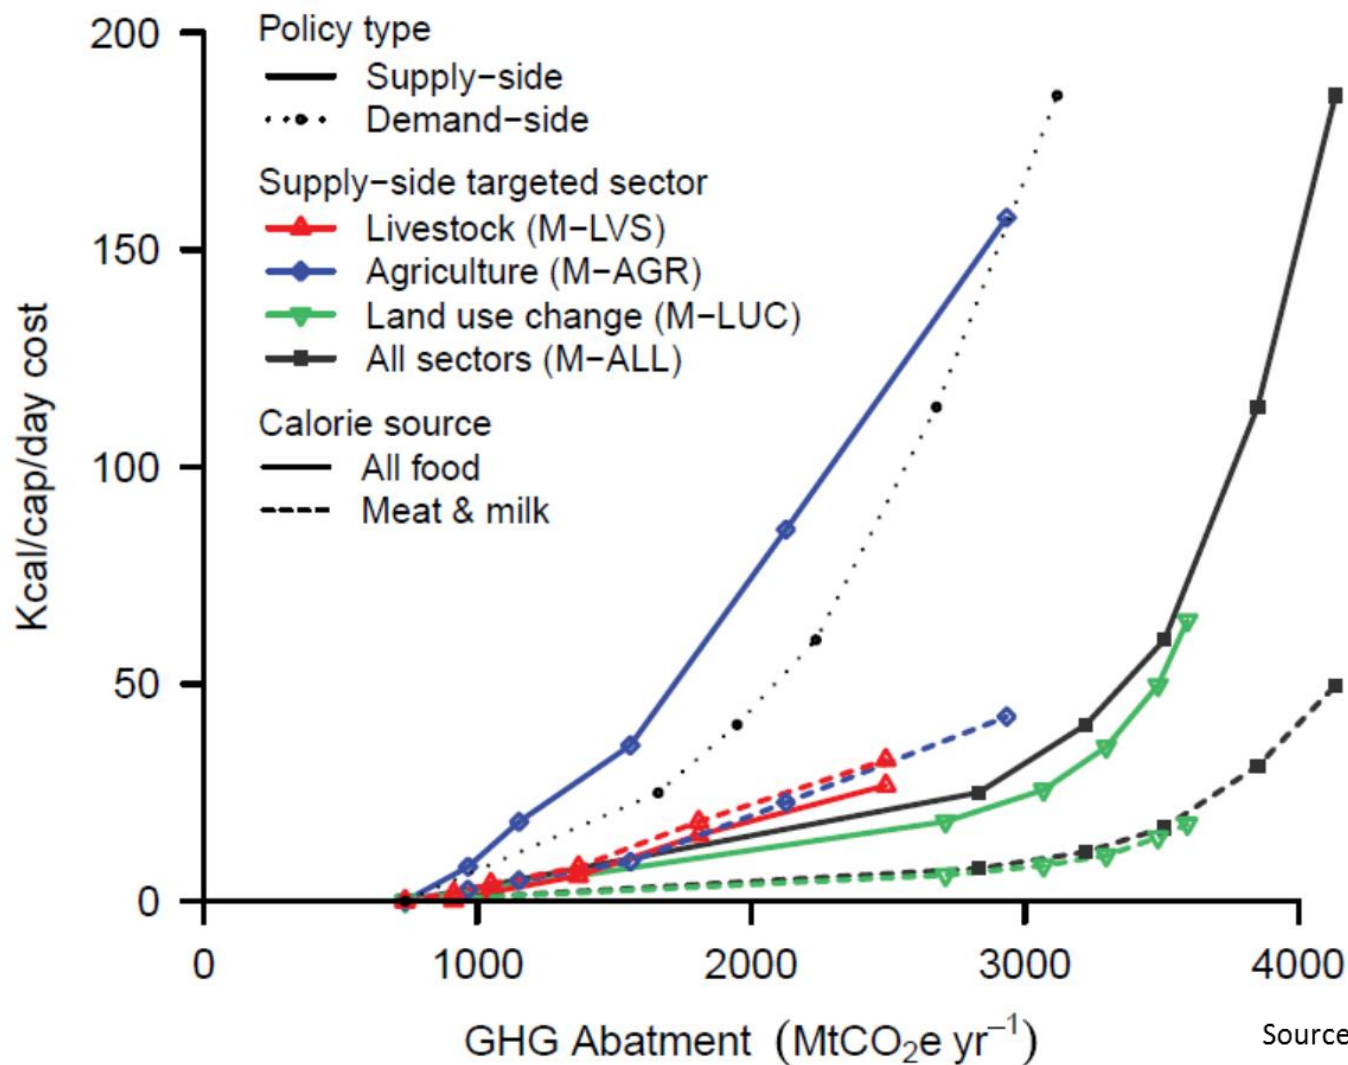 Policy type
Supply−side
Demand−side
Supply−side targeted sector
Livestock (M−LVS)
Agriculture (M−AGR)
Land use change (M−LUC)
All sectors (M−ALL)
Calorie source
All food
Meat & milk
Kcal/cap/day cost
200
150
100
50
0
0 1000 2000 3000 4000
GHG Abatment (MtCO₂e yr⁻¹)
Source